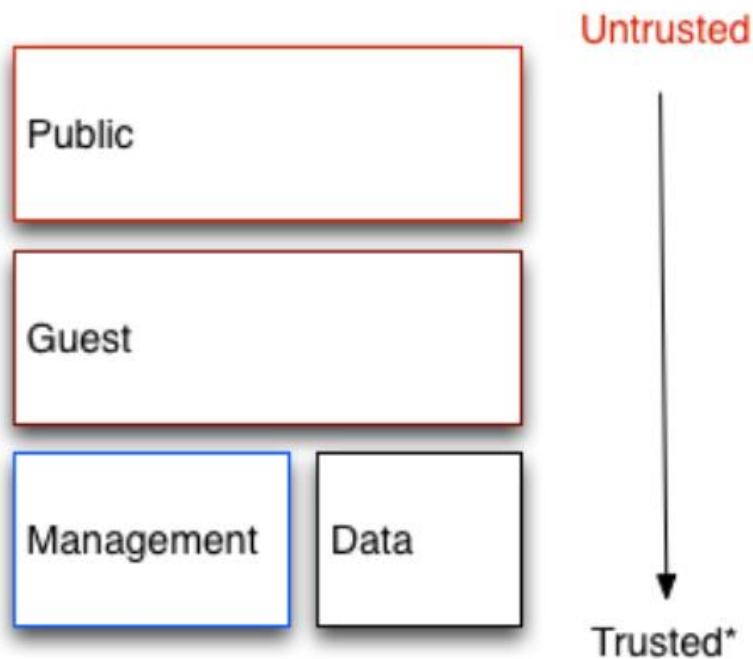 Untrusted
Public
Guest
Management
Data
Trusted*